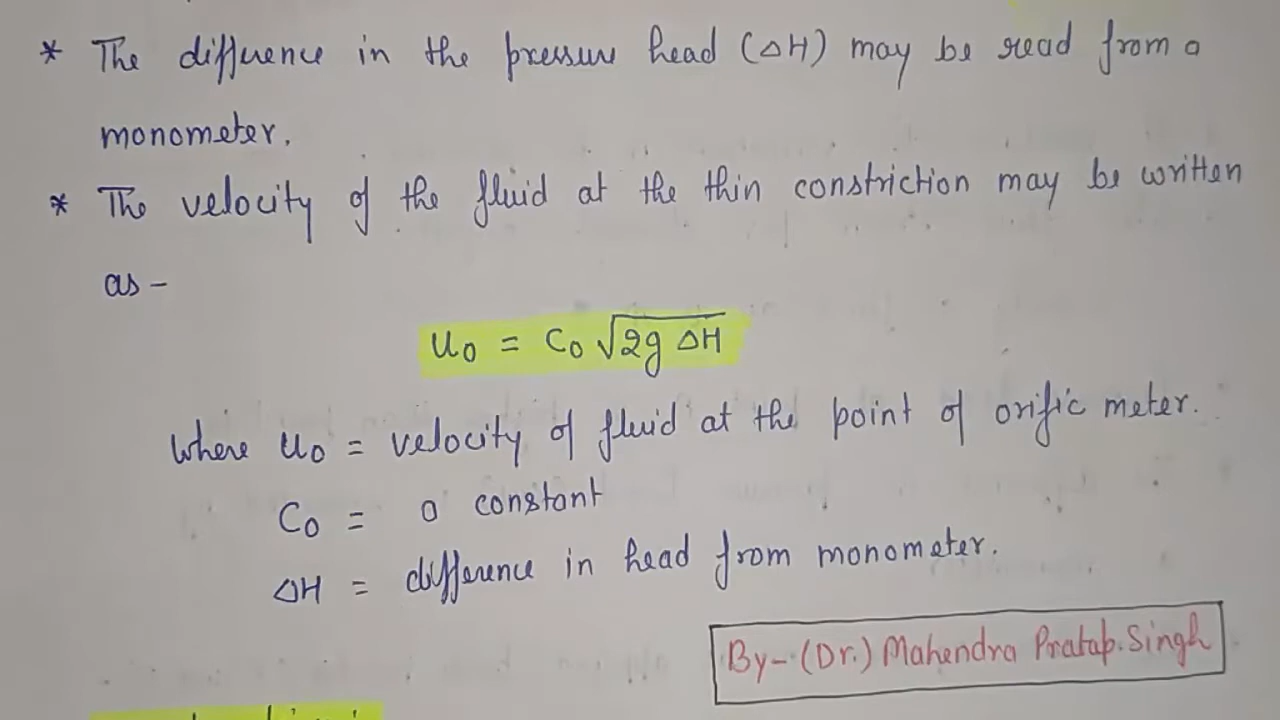 * The difference in the pressure head (ΔH) may be read from a
monometer.
* The velocity of the fluid at the thin constriction may be written
as –
u₀ = C₀ √2g ΔH
where u₀ = velocity of fluid at the point of orific meter.
C₀ = a constant
ΔH = difference in head from monometer.
By – (Dr.) Mahendra Pratap. Singh